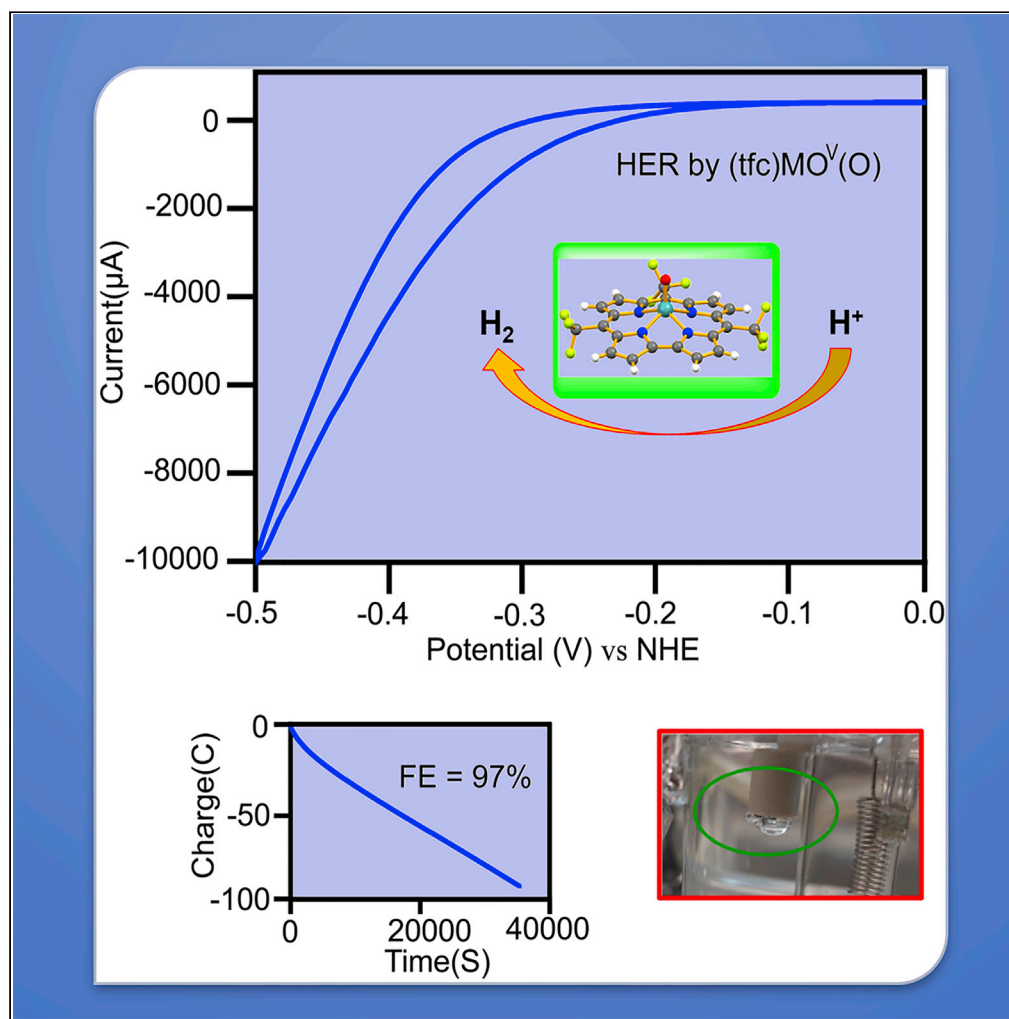 0
-2000
-4000
-6000
-8000
-10000
Current(µA)
HER by (tfc)MOⱽ(O)
H₂
H⁺
-0.5
-0.4
-0.3
-0.2
-0.1
0.0
Potential (V) vs NHE
0
-50
-100
Charge(C)
FE = 97%
0
20000
40000
Time(S)